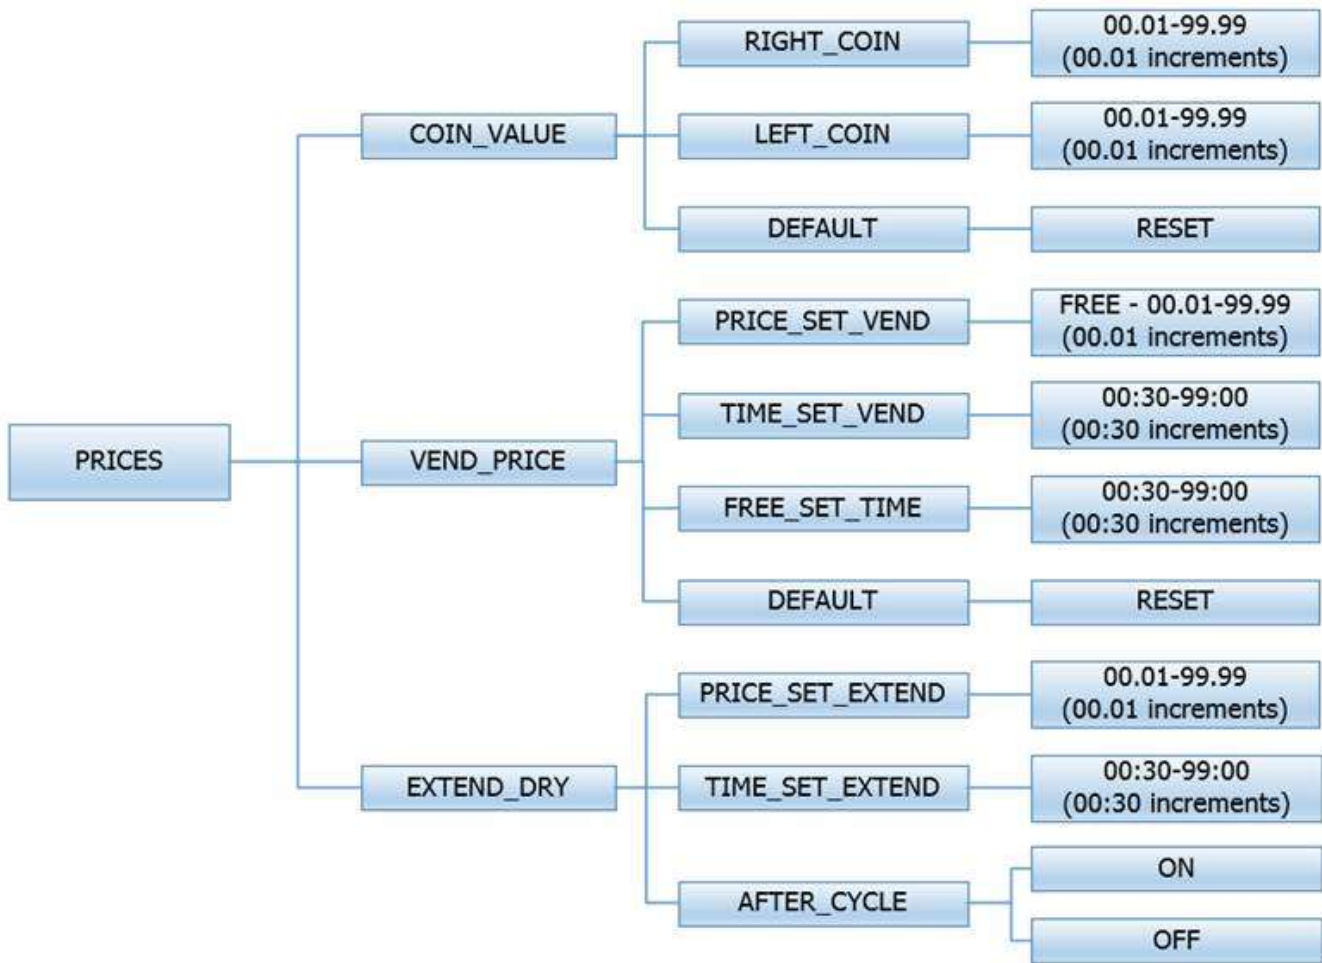 PRICES
COIN_VALUE
RIGHT_COIN
00.01-99.99
(00.01 increments)
LEFT_COIN
00.01-99.99
(00.01 increments)
DEFAULT
RESET
VEND_PRICE
PRICE_SET_VEND
FREE - 00.01-99.99
(00.01 increments)
TIME_SET_VEND
00:30-99:00
(00:30 increments)
FREE_SET_TIME
00:30-99:00
(00:30 increments)
DEFAULT
RESET
EXTEND_DRY
PRICE_SET_EXTEND
00.01-99.99
(00.01 increments)
TIME_SET_EXTEND
00:30-99:00
(00:30 increments)
AFTER_CYCLE
ON
OFF